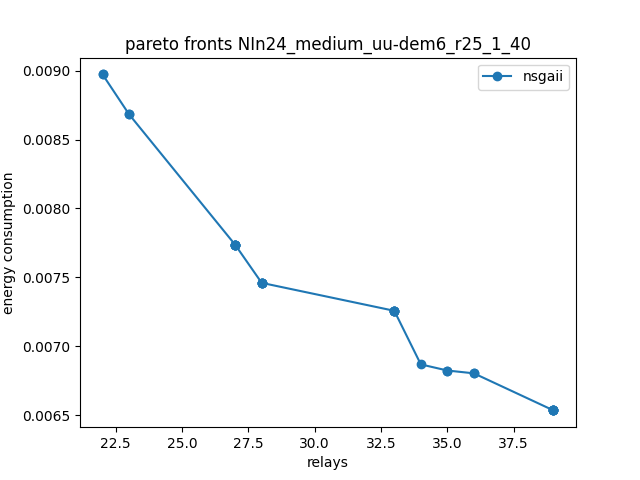 pareto fronts NIn24_medium_uu-dem6_r25_1_40
nsgaii
0.0090
0.0085
0.0080
0.0075
0.0070
0.0065
energy consumption
22.5 25.0 27.5 30.0 32.5 35.0 37.5
relays